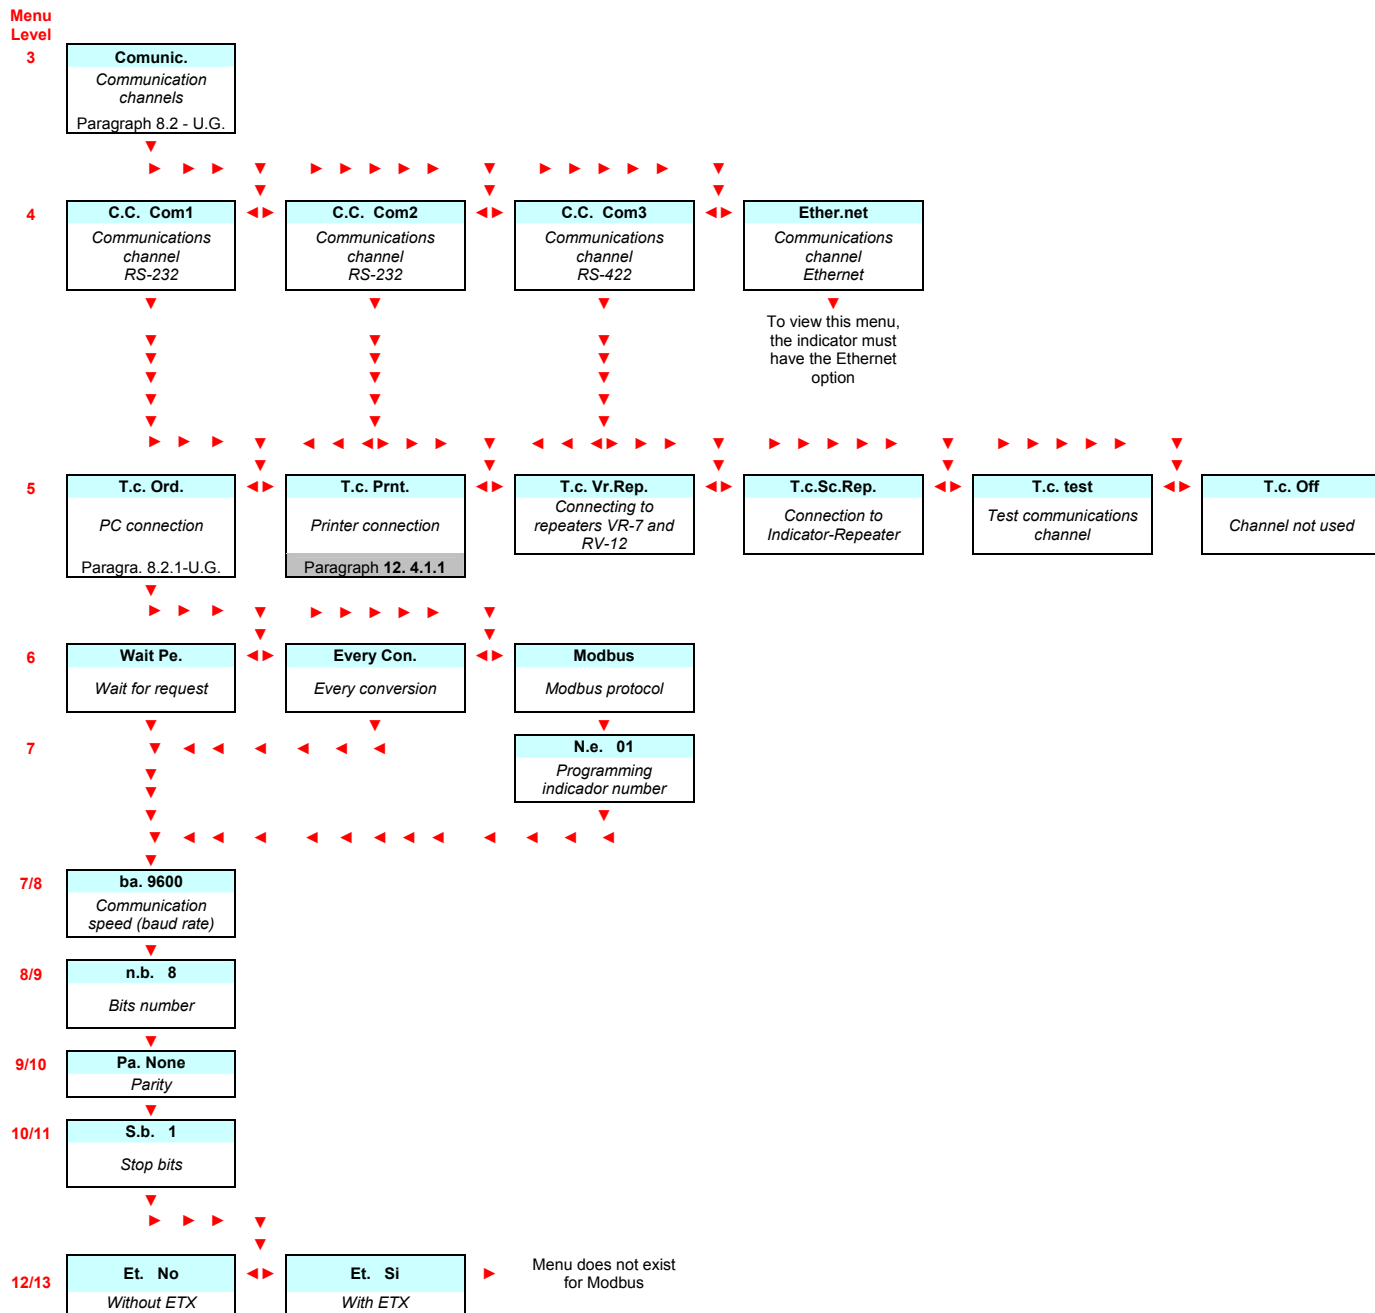 Menu
Level
3
Comunic.
Communication
channels
Paragraph 8.2 - U.G.
4
C.C. Com1
Communications
channel
RS-232
C.C. Com2
Communications
channel
RS-232
C.C. Com3
Communications
channel
RS-422
Ether.net
Communications
channel
Ethernet
To view this menu,
the indicator must
have the Ethernet
option
5
T.c. Ord.
PC connection
Paragra. 8.2.1-U.G.
T.c. Prnt.
Printer connection
Paragraph 12. 4.1.1
T.c. Vr.Rep.
Connecting to
repeaters VR-7 and
RV-12
T.c.Sc.Rep.
Connection to
Indicator-Repeater
T.c. test
Test communications
channel
T.c. Off
Channel not used
6
Wait Pe.
Wait for request
Every Con.
Every conversion
Modbus
Modbus protocol
7
N.e. 01
Programming
indicador number
7/8
ba. 9600
Communication
speed (baud rate)
8/9
n.b. 8
Bits number
9/10
Pa. None
Parity
10/11
S.b. 1
Stop bits
12/13
Et. No
Without ETX
Et. Si
With ETX
Menu does not exist
for Modbus